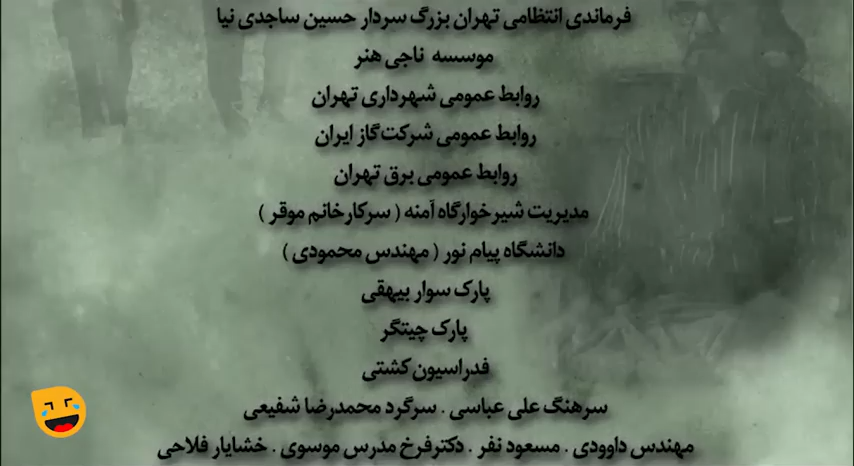 فرماندی انتظامی تهران بزرگ سردار حسین ساجدی نیا
موسسه ناجی هنر
روابط عمومی شهرداری تهران
روابط عمومی شرکت گاز ایران
روابط عمومی برق تهران
مدیریت شیرخوارگاه آمنه ( سرکارخانم موقر )
دانشگاه پیام نور ( مهندس محمودی )
پارک سوار بیهقی
پارک چیتگر
فدراسیون کشتی
سرهنگ علی عباسی . سرگرد محمدرضا شفیعی
مهندس داوودی . مسعود نفر . دکترفرخ مدرس موسوی . خشایار فلاحی